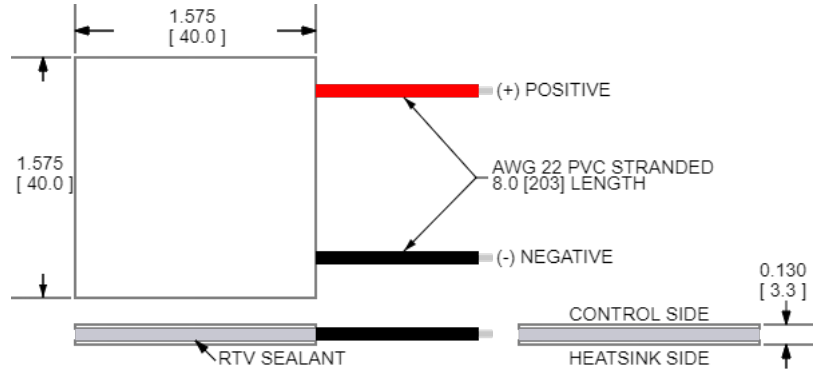 1.575
[ 40.0 ]
(+) POSITIVE
1.575
[ 40.0 ]
AWG 22 PVC STRANDED
8.0 [203] LENGTH
(-) NEGATIVE
0.130
[ 3.3 ]
CONTROL SIDE
RTV SEALANT
HEATSINK SIDE